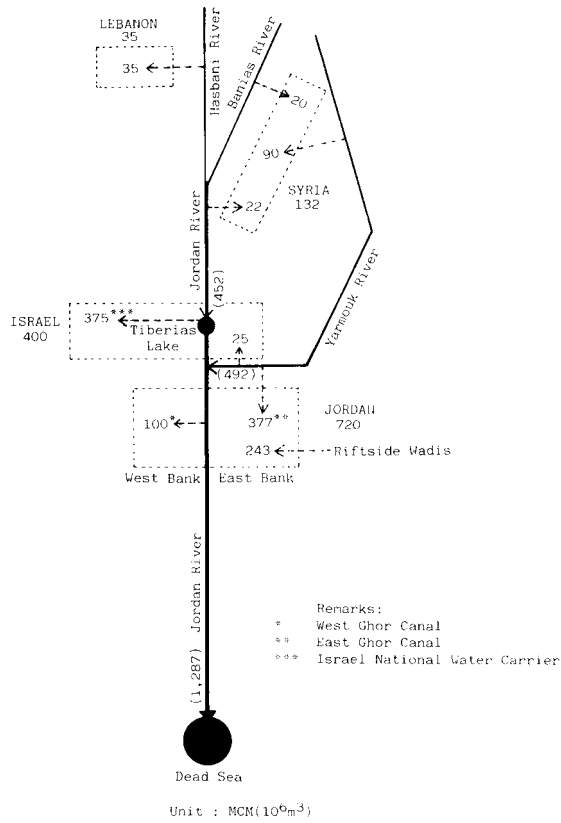 LEBANON
35
35
Hasbani River
Banias River
20
90
SYRIA
132
22
Jordan River
(452)
Yarmouk River
ISRAEL
400
375***
Tiberias
Lake
25
(492)
JORDAN
720
100*
377**
243
Riftside Wadis
West Bank
East Bank
Jordan River
(1,287)
Remarks:
* West Ghor Canal
** East Ghor Canal
*** Israel National Water Carrier
Dead Sea
Unit : MCM(10⁶m³)